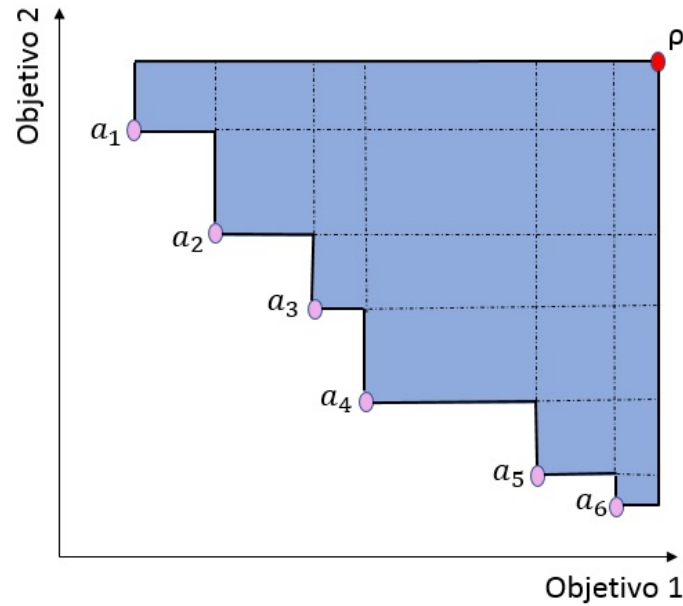 Objetivo 2
ρ
a₁
a₂
a₃
a₄
a₅
a₆
Objetivo 1